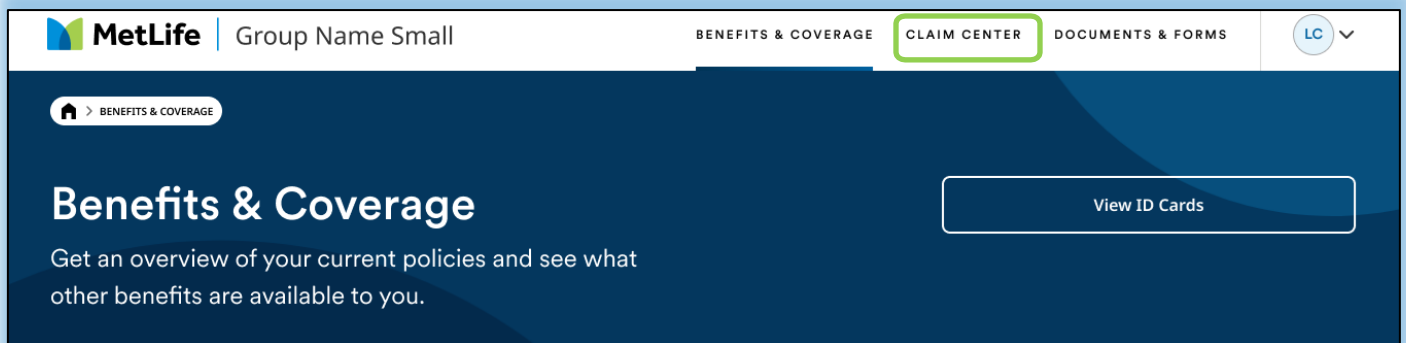 MetLife | Group Name Small
BENEFITS & COVERAGE
CLAIM CENTER
DOCUMENTS & FORMS
LC
> BENEFITS & COVERAGE
Benefits & Coverage
View ID Cards
Get an overview of your current policies and see what
other benefits are available to you.